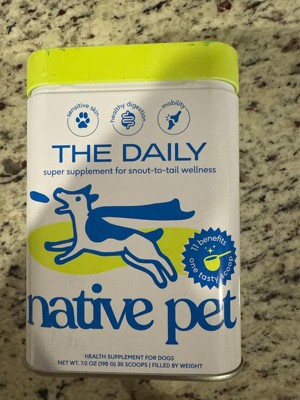 sensitive skin
healthy digestion
mobility
THE DAILY
super supplement for snout-to-tail wellness
11 benefits
one tasty scoop
native pet
HEALTH SUPPLEMENT FOR DOGS
NET WT. 7.0 OZ (198 G) 30 SCOOPS | FILLED BY WEIGHT